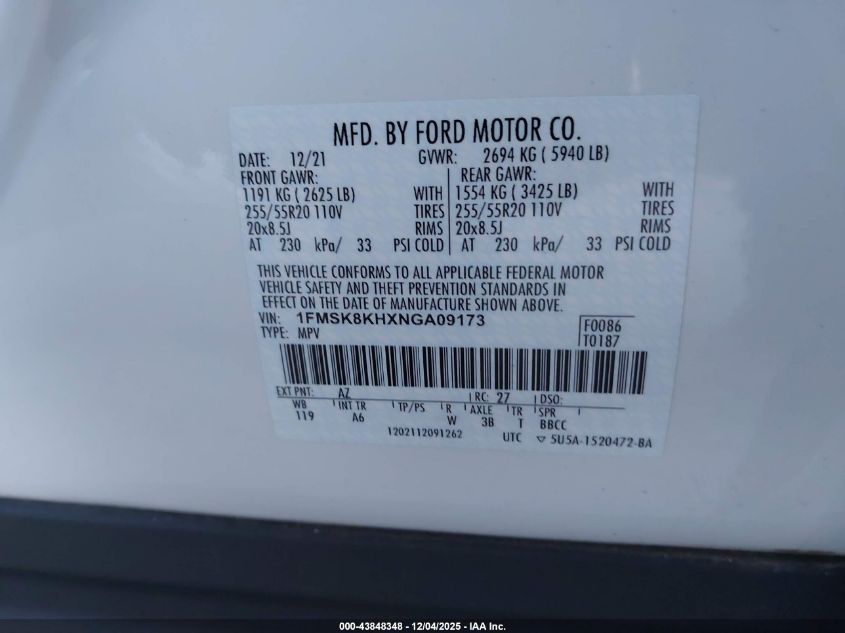 MFD. BY FORD MOTOR CO.
DATE: 12/21 GVWR: 2694 KG ( 5940 LB)
FRONT GAWR: REAR GAWR:
1191 KG ( 2625 LB) WITH 1554 KG ( 3425 LB) WITH
255/55R20 110V TIRES 255/55R20 110V TIRES
20x8.5J RIMS 20x8.5J RIMS
AT 230 kPa/ 33 PSI COLD AT 230 kPa/ 33 PSI COLD
THIS VEHICLE CONFORMS TO ALL APPLICABLE FEDERAL MOTOR
VEHICLE SAFETY AND THEFT PREVENTION STANDARDS IN
EFFECT ON THE DATE OF MANUFACTURE SHOWN ABOVE.
VIN: 1FMSK8KHXNGA09173 F0086
TYPE: MPV T0187
EXT PNT: AZ RC: 27 DSO:
WB INT TR TP/PS R AXLE TR SPR
119 A6 W 3B T BBCC
1202112091262 UTC ▽ 5U5A-1520472-BA
000-43848348 - 12/04/2025 - IAA Inc.